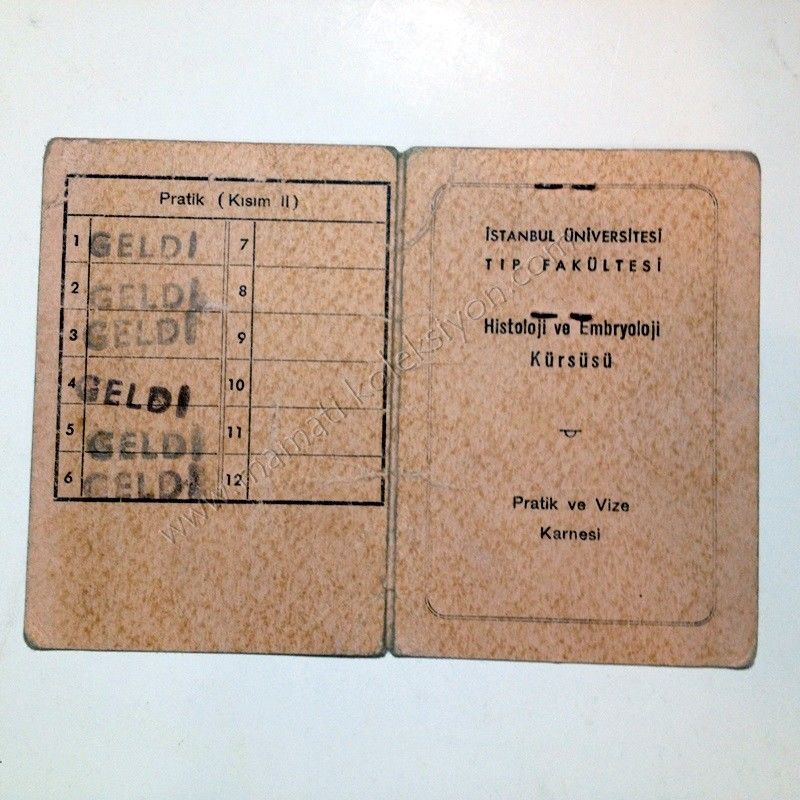 Pratik (Kısım II)
1 GELDİ 7
2 GELDİ 8
3 GELDİ 9
4 GELDİ 10
5 GELDİ 11
6 GELDİ 12
İSTANBUL ÜNİVERSİTESİ
TIP FAKÜLTESİ
Histoloji ve Embryoloji
Kürsüsü
Pratik ve Vize
Karnesi
www.mamatikoleksiyon.com